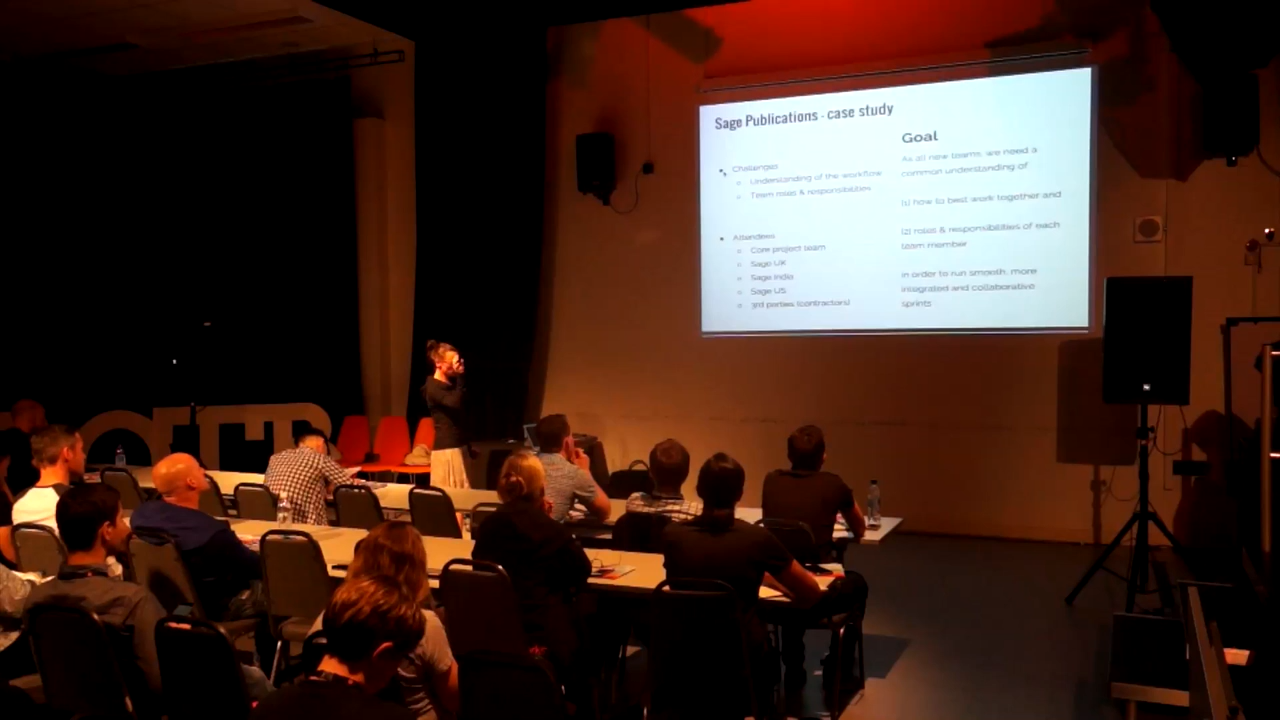 Sage Publications - case study
Challenges
Understanding of the workflow
Team roles & responsibilities
Attendees
Core project team
Sage UK
Sage India
Sage US
3rd parties (contractors)
Goal
As all new teams, we need a
common understanding of
(1) how to best work together and
(2) roles & responsibilities of each
team member
in order to run smooth, more
integrated and collaborative
sprints